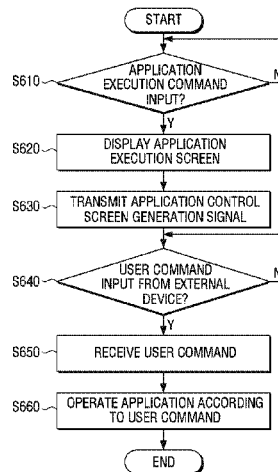 START
S610
APPLICATION
EXECUTION COMMAND
INPUT?
N
Y
S620
DISPLAY APPLICATION
EXECUTION SCREEN
S630
TRANSMIT APPLICATION CONTROL
SCREEN GENERATION SIGNAL
S640
USER COMMAND
INPUT FROM EXTERNAL
DEVICE?
N
Y
S650
RECEIVE USER COMMAND
S660
OPERATE APPLICATION ACCORDING
TO USER COMMAND
END